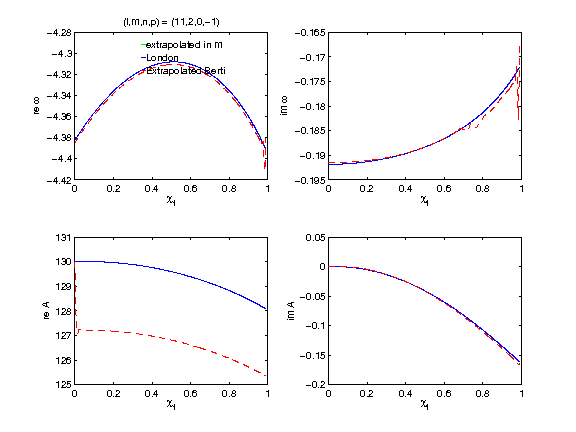 (l,m,n,p) = (11,2,0,−1)
−4.28
−4.3
−4.32
−4.34
−4.36
−4.38
−4.4
−4.42
re ω
extrapolated in m
London
Extrapolated Berti
0 0.2 0.4 0.6 0.8 1
χf
−0.165
−0.17
−0.175
−0.18
−0.185
−0.19
−0.195
im ω
0 0.2 0.4 0.6 0.8 1
χf
131
130
129
128
127
126
125
re A
0 0.2 0.4 0.6 0.8 1
χf
0.05
0
−0.05
−0.1
−0.15
−0.2
im A
0 0.2 0.4 0.6 0.8 1
χf